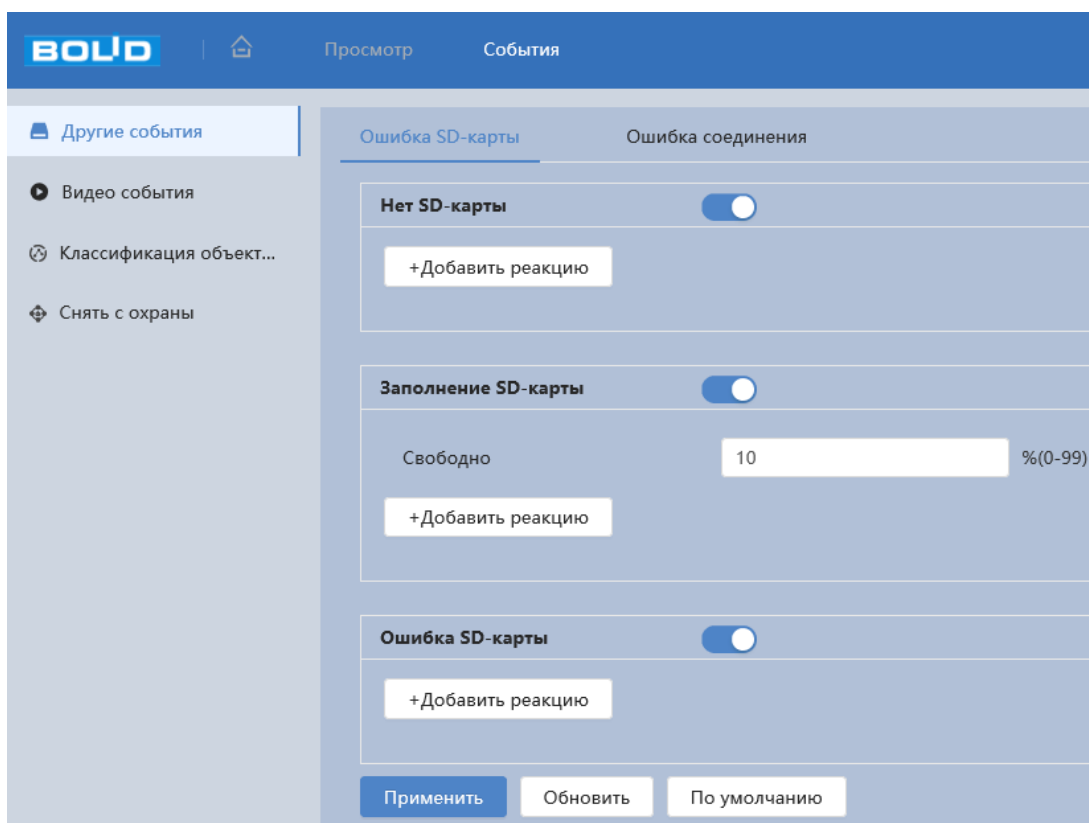 BOLID
Просмотр
События
Другие события
Видео события
Классификация объект...
Снять с охраны
Ошибка SD-карты
Ошибка соединения
Нет SD-карты
+Добавить реакцию
Заполнение SD-карты
Свободно
10
%(0-99)
+Добавить реакцию
Ошибка SD-карты
+Добавить реакцию
Применить
Обновить
По умолчанию